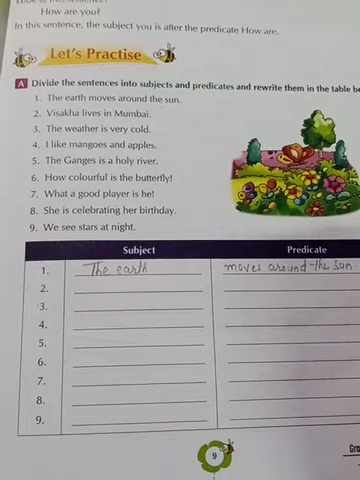 How are you?
In this sentence, the subject you is after the predicate How are.
Let's Practise
A Divide the sentences into subjects and predicates and rewrite them in the table
1. The earth moves around the sun.
2. Visakha lives in Mumbai.
3. The weather is very cold.
4. I like mangoes and apples.
5. The Ganges is a holy river.
6. How colourful is the butterfly!
7. What a good player is he!
8. She is celebrating her birthday.
9. We see stars at night.
Subject Predicate
1. The earth moves around the sun.
2.
3.
4.
5.
6.
7.
8.
9.
9